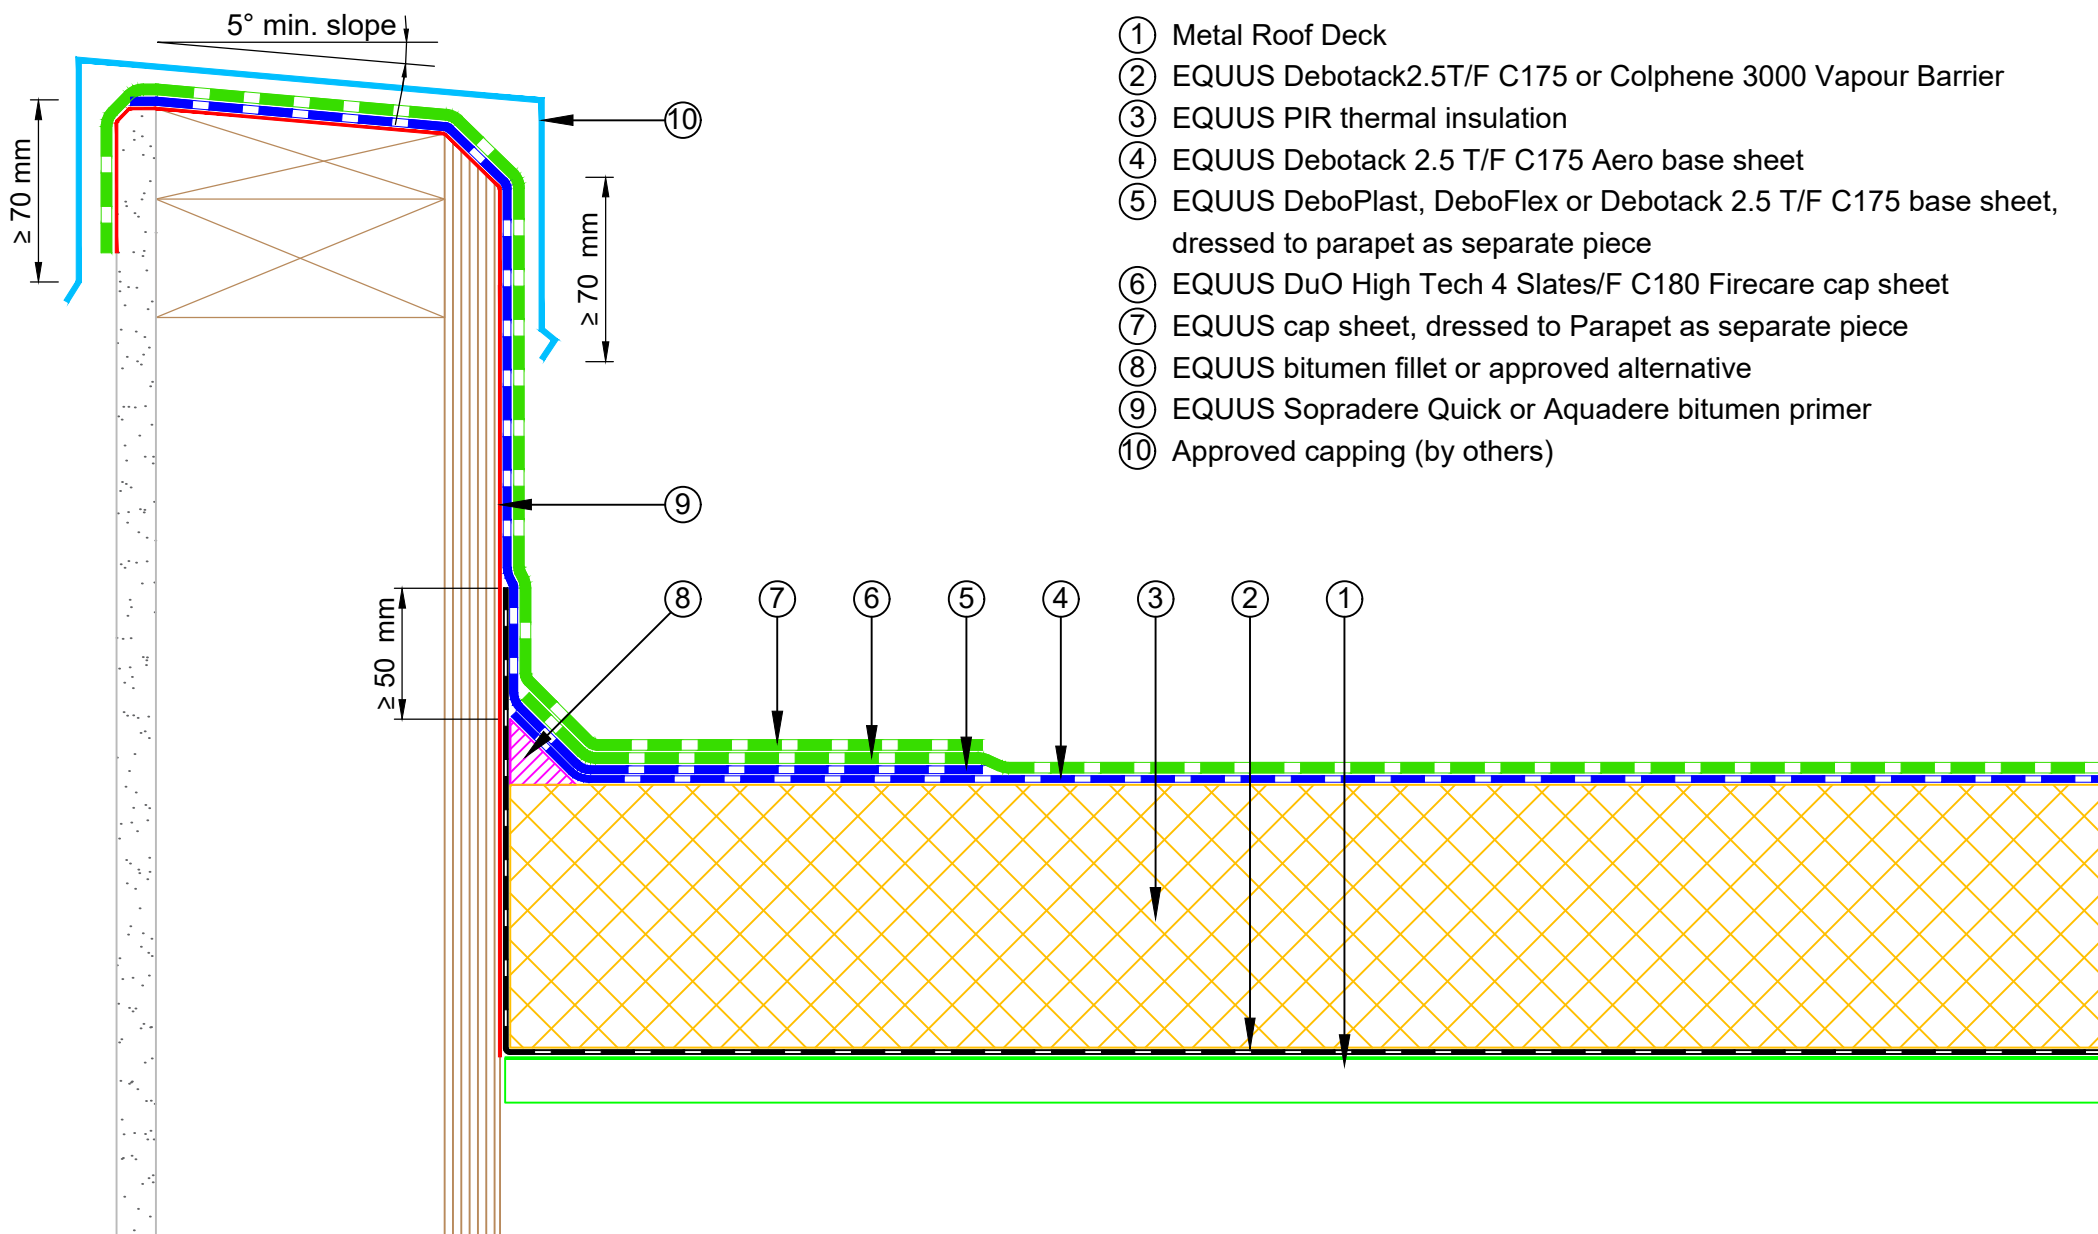 5° min. slope
① Metal Roof Deck
② EQUUS Debotack2.5T/F C175 or Colphene 3000 Vapour Barrier
③ EQUUS PIR thermal insulation
④ EQUUS Debotack 2.5 T/F C175 Aero base sheet
⑤ EQUUS DeboPlast, DeboFlex or Debotack 2.5 T/F C175 base sheet,
dressed to parapet as separate piece
⑥ EQUUS DuO High Tech 4 Slates/F C180 Firecare cap sheet
⑦ EQUUS cap sheet, dressed to Parapet as separate piece
⑧ EQUUS bitumen fillet or approved alternative
⑨ EQUUS Sopradere Quick or Aquadere bitumen primer
⑩ Approved capping (by others)
≥ 70 mm
⑩
≥ 70 mm
⑨
≥ 50 mm
⑧ ⑦ ⑥ ⑤ ④ ③ ② ①